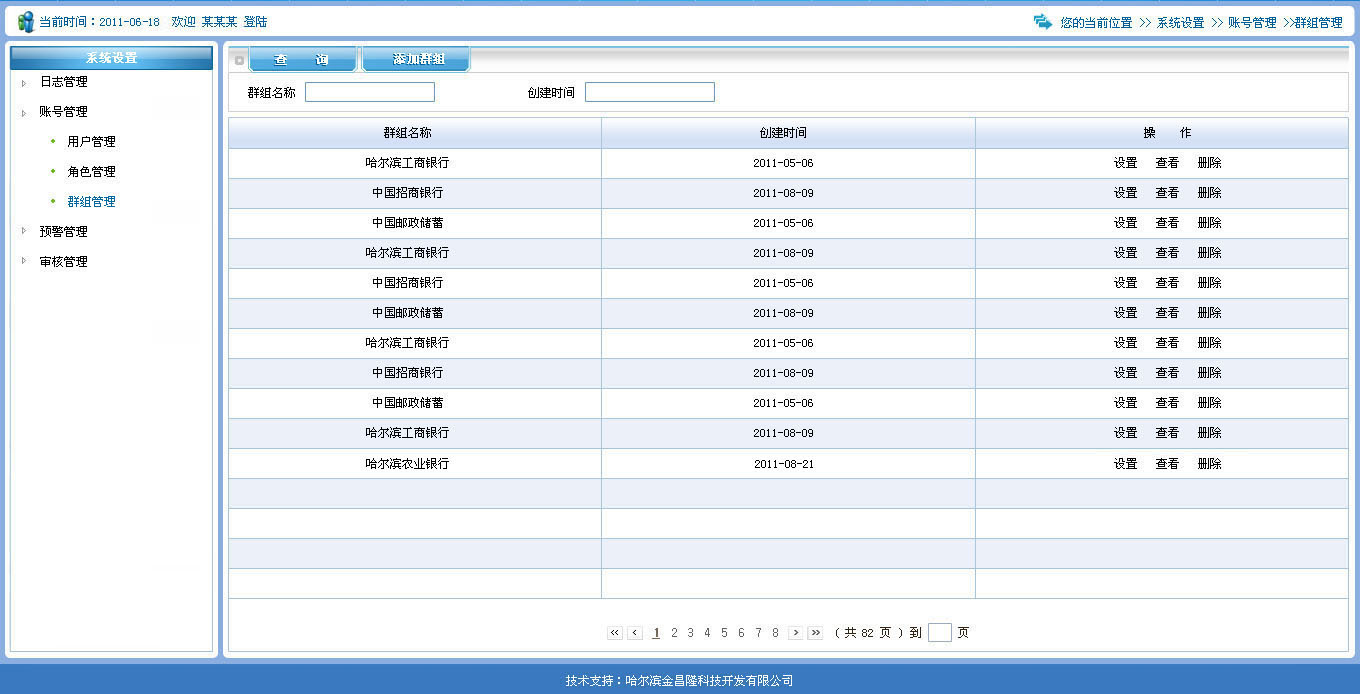 当前时间：2011-06-18 欢迎 某某某 登陆
您的当前位置 >> 系统设置 >> 账号管理 >>群组管理
系统设置
日志管理
账号管理
用户管理
角色管理
群组管理
预警管理
审核管理
查 询 添加群组
群组名称 创建时间
群组名称 创建时间 操 作
哈尔滨工商银行 2011-05-06 设置 查看 删除
中国招商银行 2011-08-09 设置 查看 删除
中国邮政储蓄 2011-05-06 设置 查看 删除
哈尔滨工商银行 2011-08-09 设置 查看 删除
中国招商银行 2011-05-06 设置 查看 删除
中国邮政储蓄 2011-08-09 设置 查看 删除
哈尔滨工商银行 2011-05-06 设置 查看 删除
中国招商银行 2011-08-09 设置 查看 删除
中国邮政储蓄 2011-05-06 设置 查看 删除
哈尔滨工商银行 2011-08-09 设置 查看 删除
哈尔滨农业银行 2011-08-21 设置 查看 删除
‹‹ ‹ 1 2 3 4 5 6 7 8 › ›› ( 共 82 页 ) 到 页
技术支持：哈尔滨金昌隆科技开发有限公司